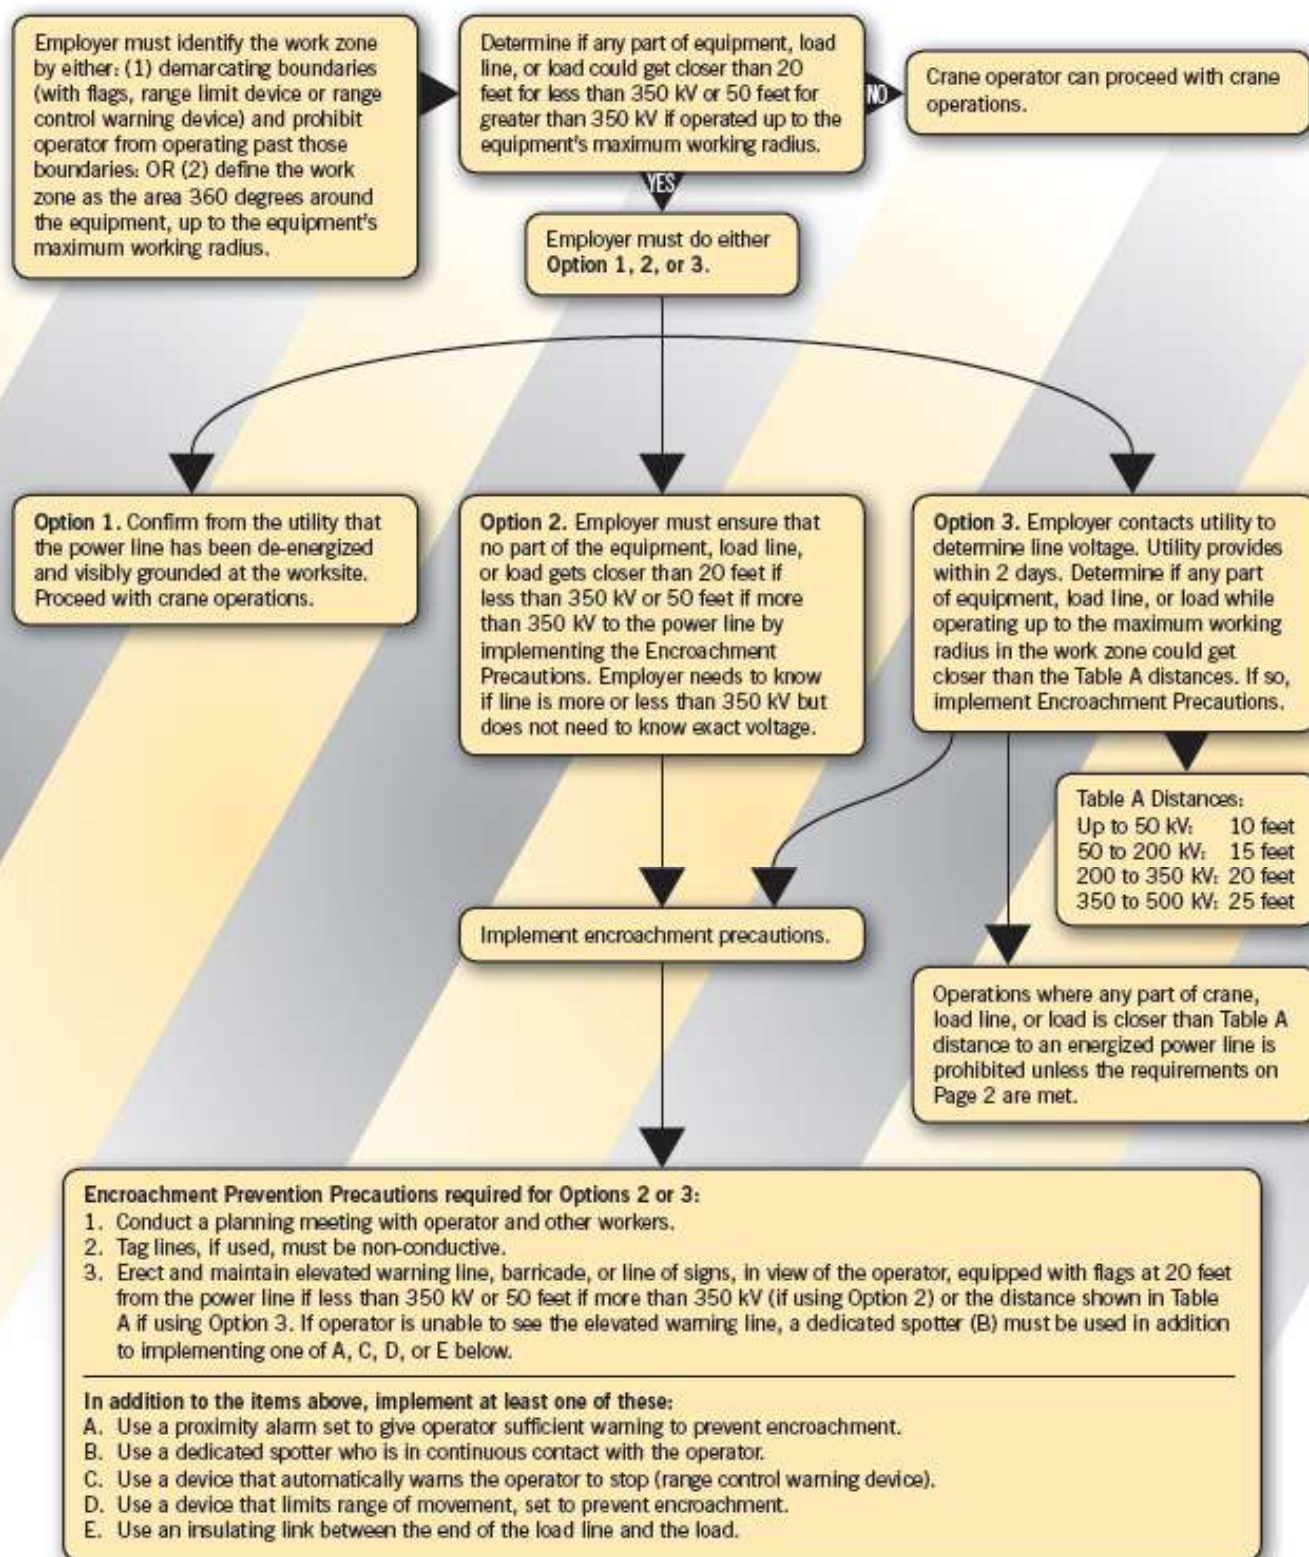 Employer must identify the work zone
by either: (1) demarcating boundaries
(with flags, range limit device or range
control warning device) and prohibit
operator from operating past those
boundaries: OR (2) define the work
zone as the area 360 degrees around
the equipment, up to the equipment's
maximum working radius.
Determine if any part of equipment, load
line, or load could get closer than 20
feet for less than 350 kV or 50 feet for
greater than 350 kV if operated up to the
equipment's maximum working radius.
NO
Crane operator can proceed with crane
operations.
YES
Employer must do either
Option 1, 2, or 3.
Option 1. Confirm from the utility that
the power line has been de-energized
and visibly grounded at the worksite.
Proceed with crane operations.
Option 2. Employer must ensure that
no part of the equipment, load line,
or load gets closer than 20 feet if
less than 350 kV or 50 feet if more
than 350 kV to the power line by
implementing the Encroachment
Precautions. Employer needs to know
if line is more or less than 350 kV but
does not need to know exact voltage.
Option 3. Employer contacts utility to
determine line voltage. Utility provides
within 2 days. Determine if any part
of equipment, load line, or load while
operating up to the maximum working
radius in the work zone could get
closer than the Table A distances. If so,
implement Encroachment Precautions.
Table A Distances:
Up to 50 kV: 10 feet
50 to 200 kV: 15 feet
200 to 350 kV: 20 feet
350 to 500 kV: 25 feet
Implement encroachment precautions.
Operations where any part of crane,
load line, or load is closer than Table A
distance to an energized power line is
prohibited unless the requirements on
Page 2 are met.
Encroachment Prevention Precautions required for Options 2 or 3:
1. Conduct a planning meeting with operator and other workers.
2. Tag lines, if used, must be non-conductive.
3. Erect and maintain elevated warning line, barricade, or line of signs, in view of the operator, equipped with flags at 20 feet
from the power line if less than 350 kV or 50 feet if more than 350 kV (if using Option 2) or the distance shown in Table
A if using Option 3. If operator is unable to see the elevated warning line, a dedicated spotter (B) must be used in addition
to implementing one of A, C, D, or E below.
In addition to the items above, implement at least one of these:
A. Use a proximity alarm set to give operator sufficient warning to prevent encroachment.
B. Use a dedicated spotter who is in continuous contact with the operator.
C. Use a device that automatically warns the operator to stop (range control warning device).
D. Use a device that limits range of movement, set to prevent encroachment.
E. Use an insulating link between the end of the load line and the load.